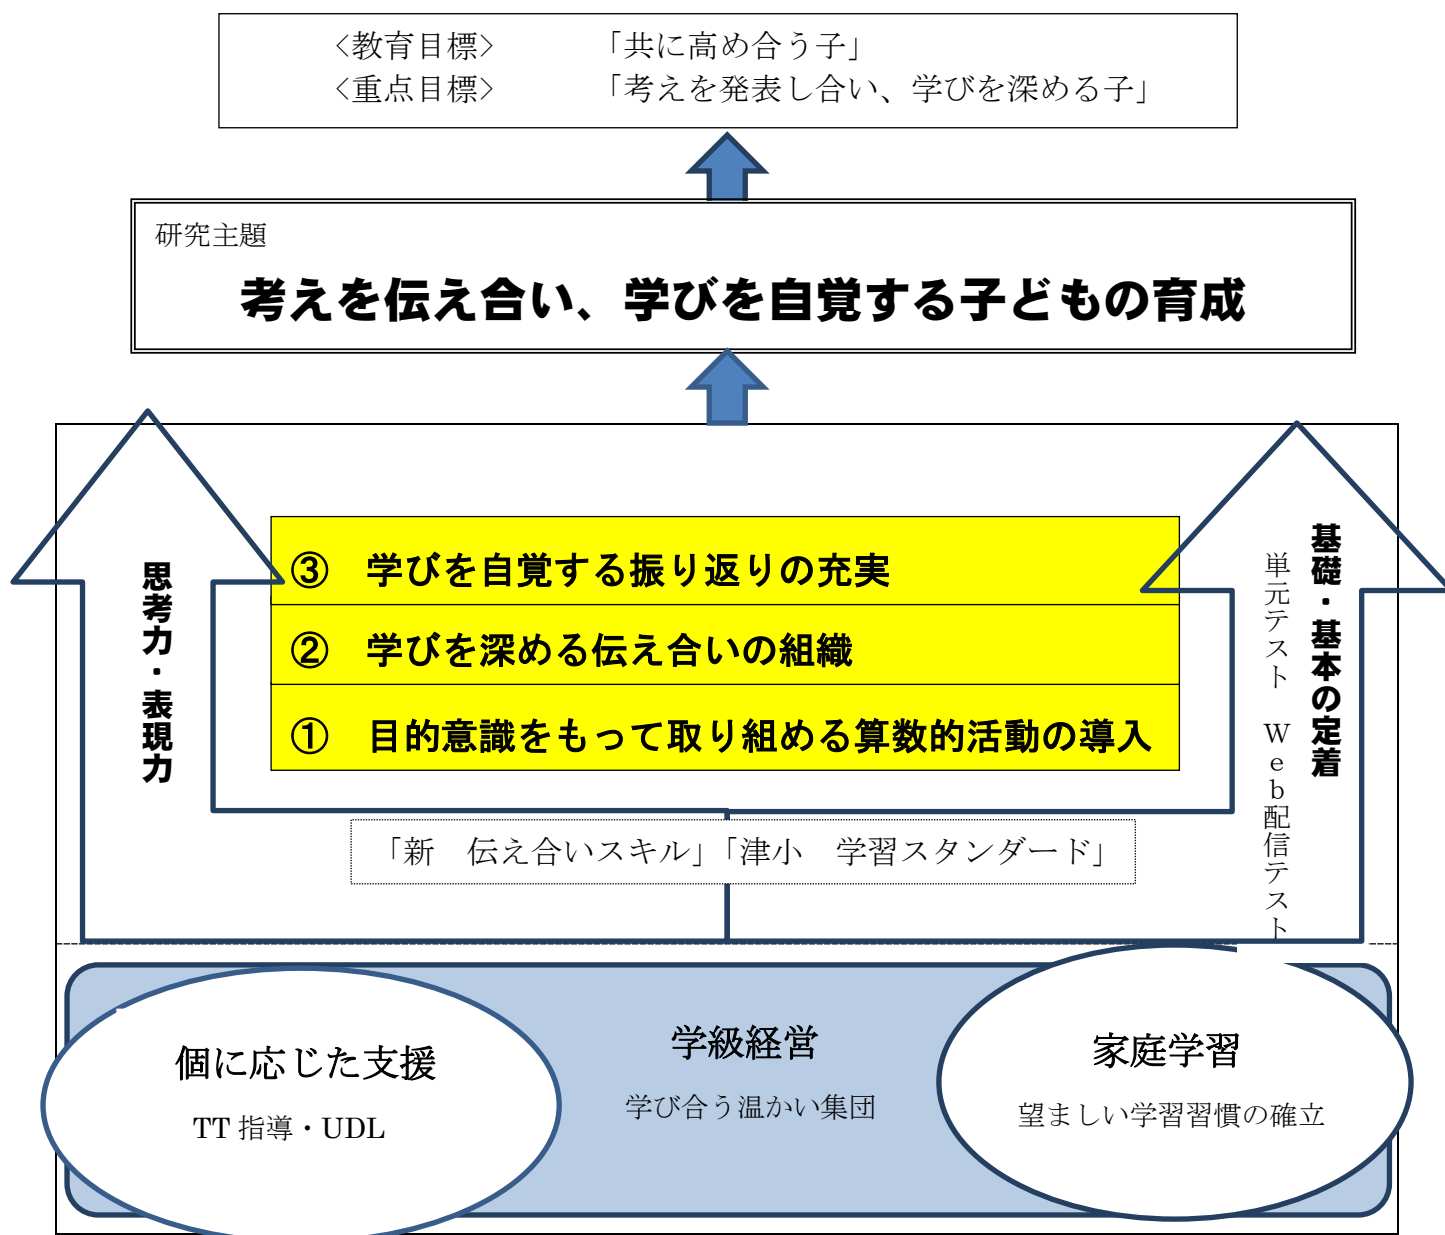 <教育目標>　　「共に高め合う子」
<重点目標>　　「考えを発表し合い、学びを深める子」
研究主題
考えを伝え合い、学びを自覚する子どもの育成
思考力・表現力
③　学びを自覚する振り返りの充実
②　学びを深める伝え合いの組織
①　目的意識をもって取り組める算数的活動の導入
基礎・基本の定着
単元テスト　Web配信テスト
「新　伝え合いスキル」「津小　学習スタンダード」
個に応じた支援
TT 指導・UDL
学級経営
学び合う温かい集団
家庭学習
望ましい学習習慣の確立